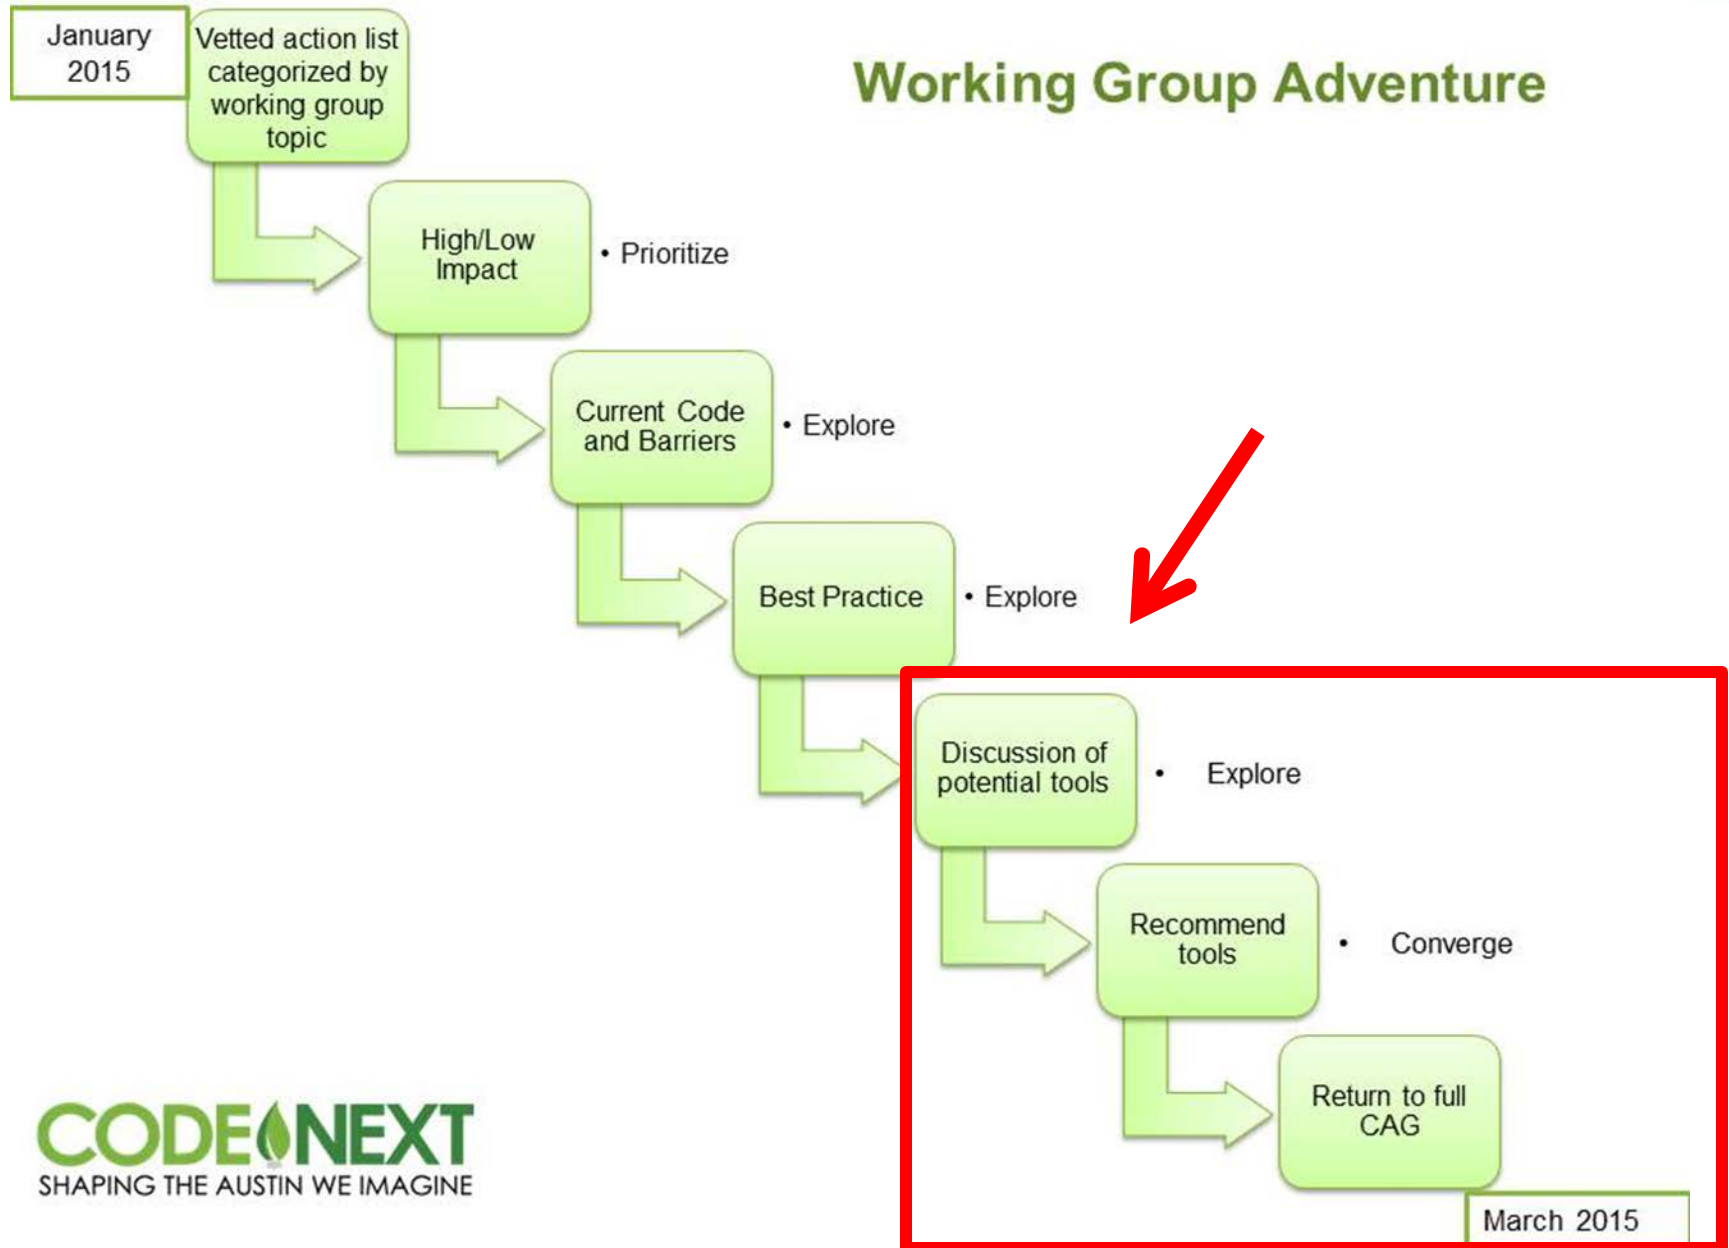 January
2015
Vetted action list
categorized by
working group
topic
Working Group Adventure
High/Low
Impact
• Prioritize
Current Code
and Barriers
• Explore
Best Practice
• Explore
Discussion of
potential tools
• Explore
Recommend
tools
• Converge
Return to full
CAG
March 2015
CODE NEXT
SHAPING THE AUSTIN WE IMAGINE